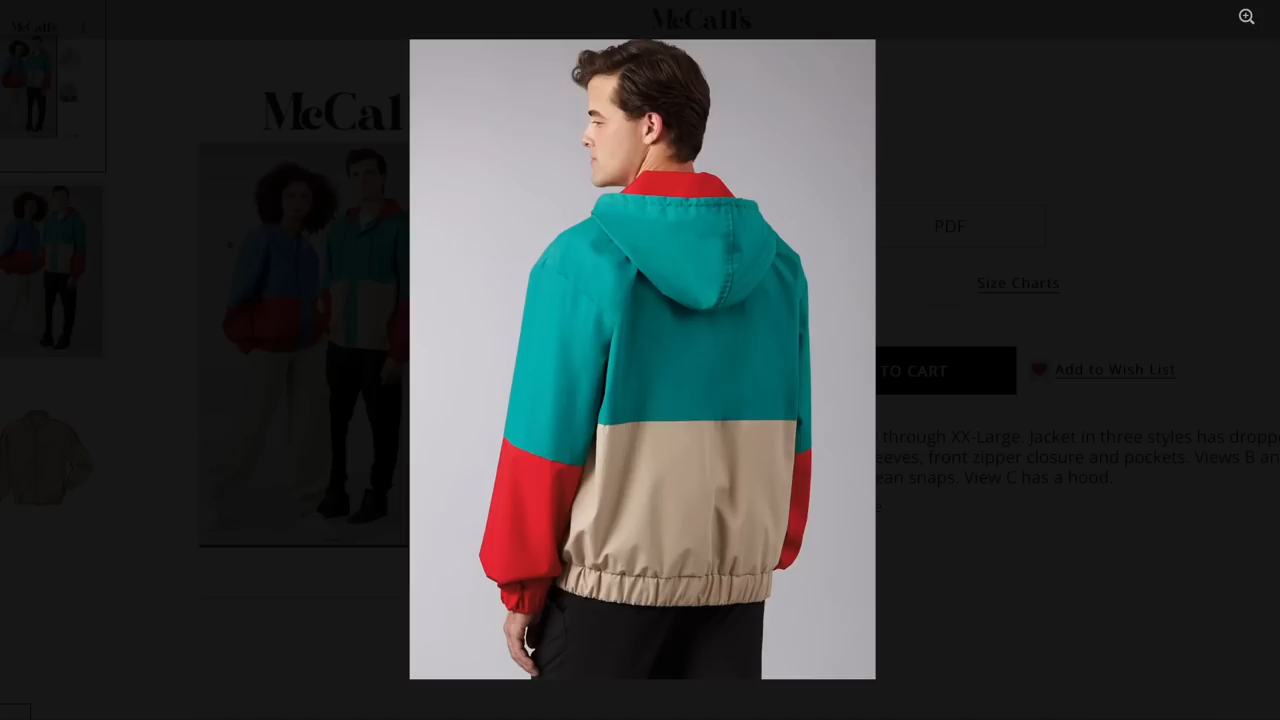 McCall's
McCall's
McCal
PDF
Size Charts
TO CART
Add to Wish List
through XX-Large. Jacket in three styles has dropp
eeves, front zipper closure and pockets. Views B an
ean snaps. View C has a hood.